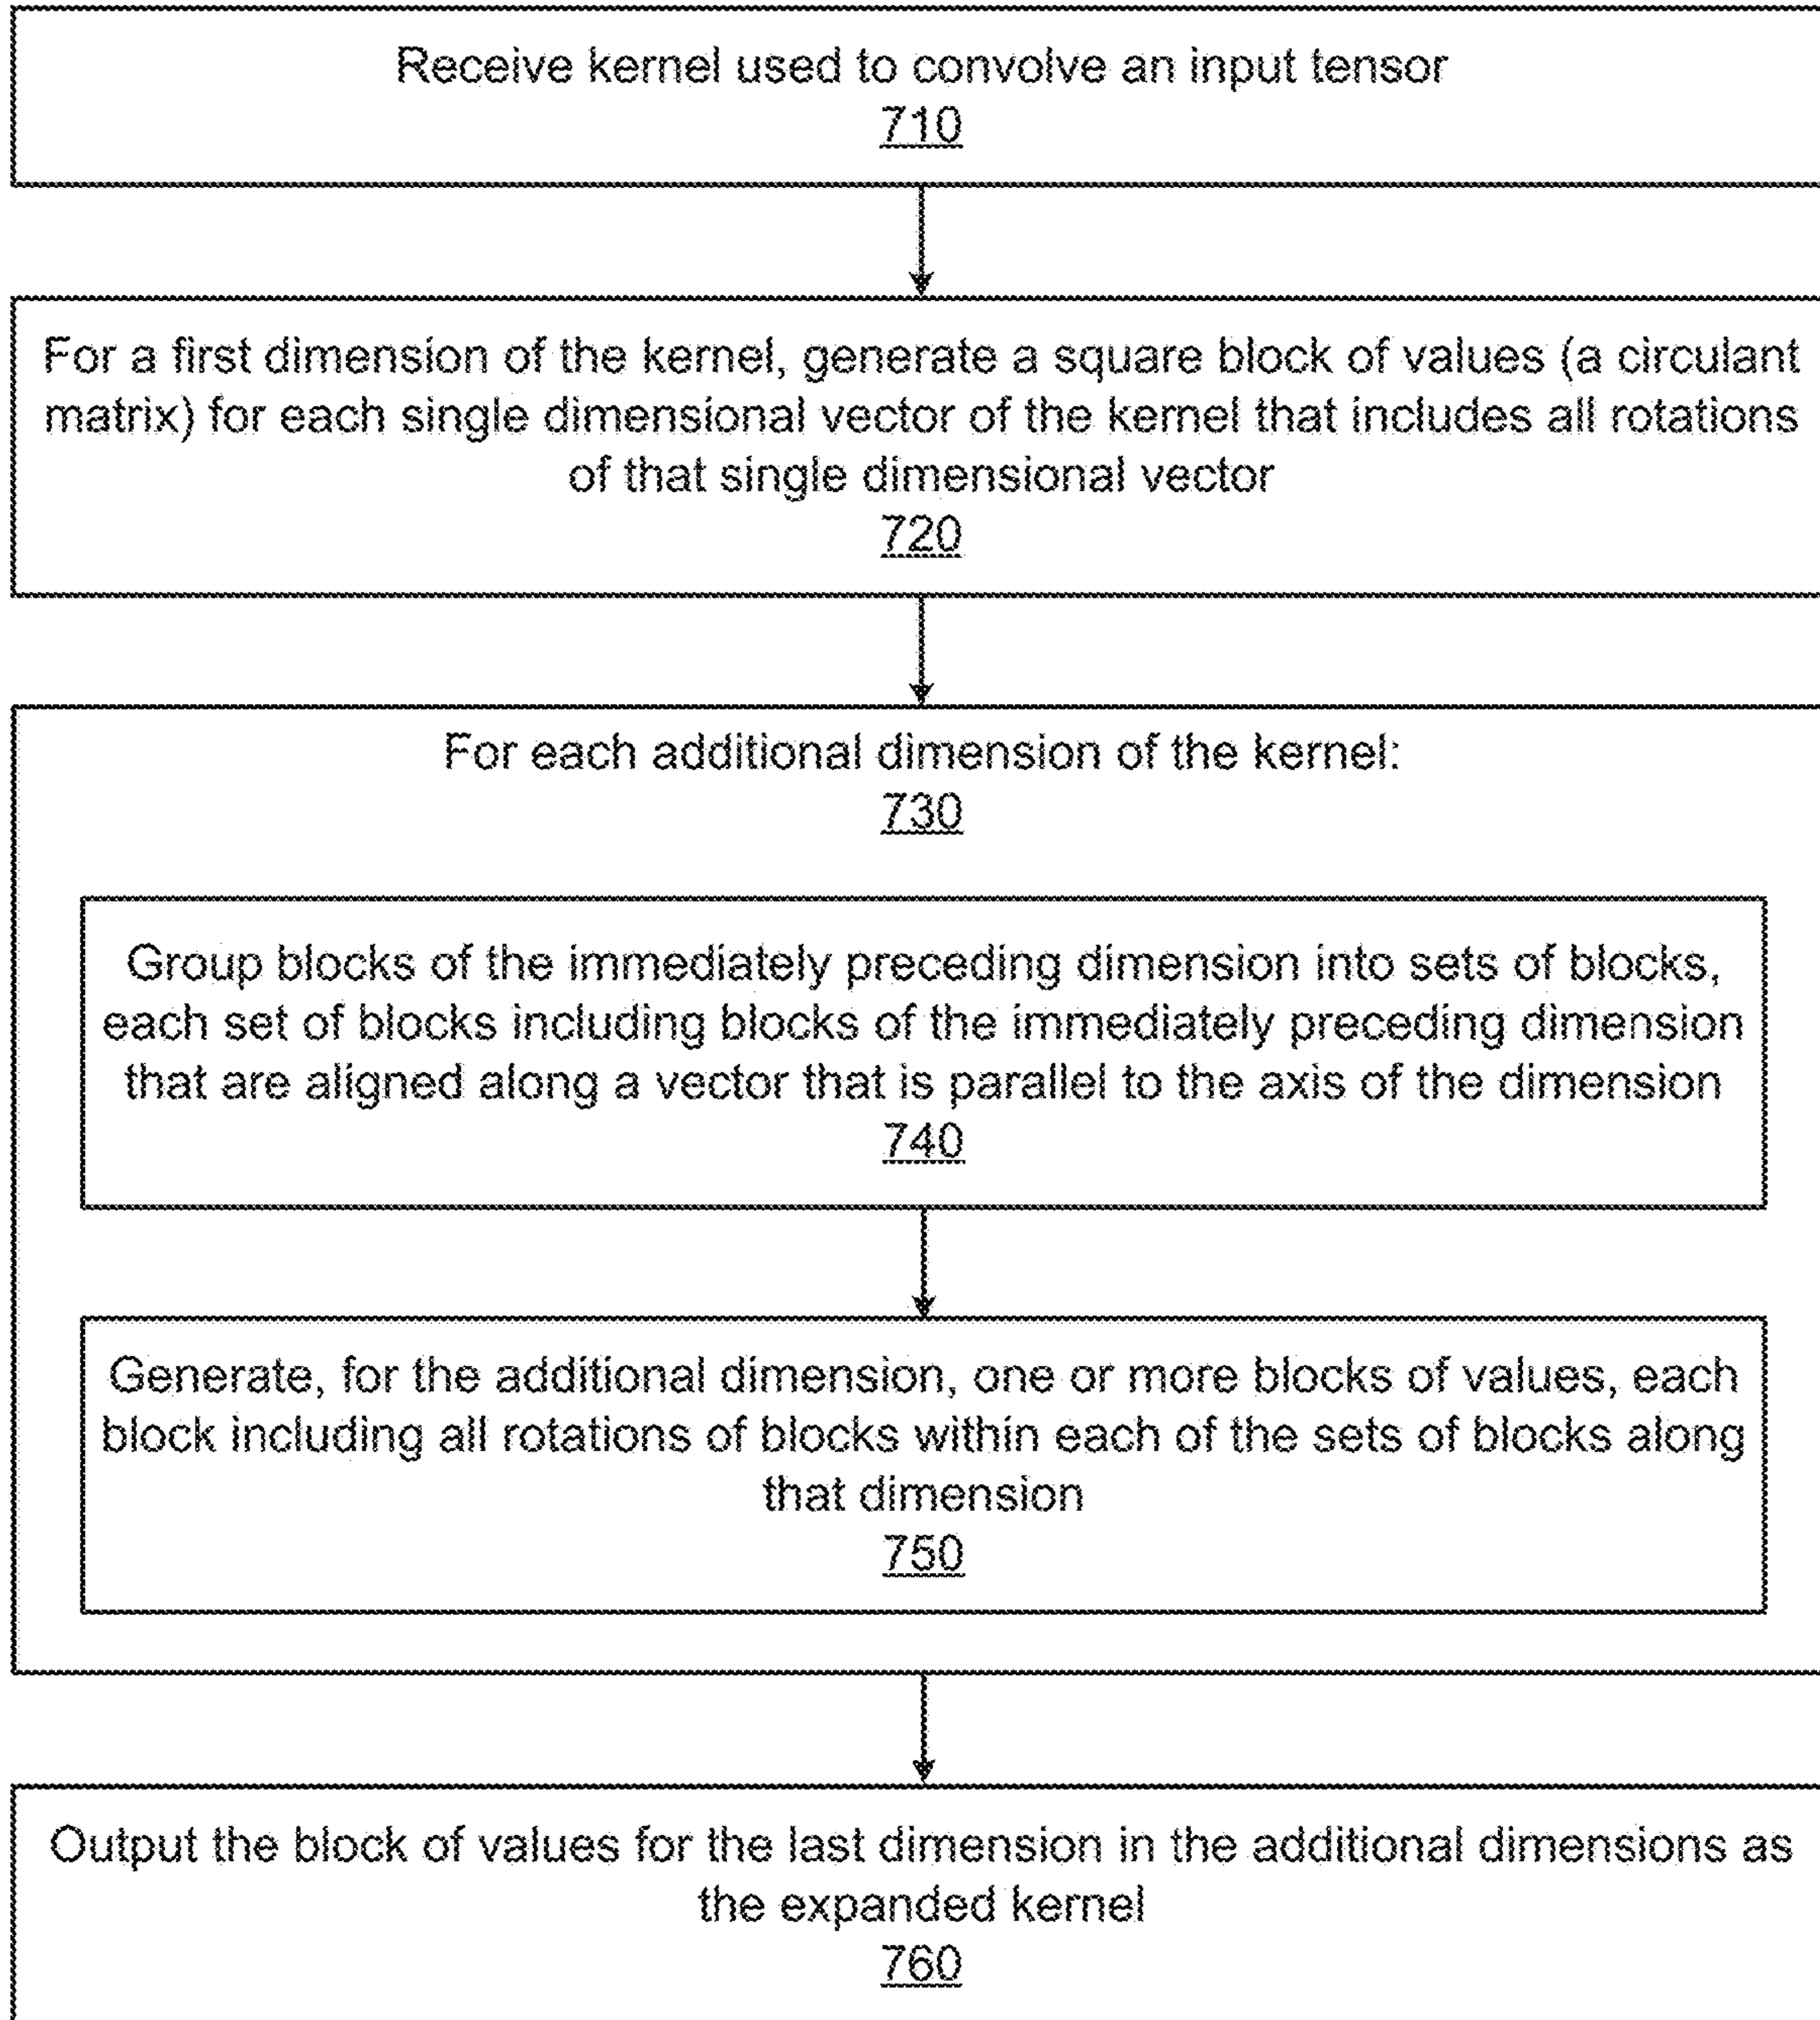 Receive kernel used to convolve an input tensor
710
For a first dimension of the kernel, generate a square block of values (a circulant
matrix) for each single dimensional vector of the kernel that includes all rotations
of that single dimensional vector
720
For each additional dimension of the kernel:
730
Group blocks of the immediately preceding dimension into sets of blocks,
each set of blocks including blocks of the immediately preceding dimension
that are aligned along a vector that is parallel to the axis of the dimension
740
Generate, for the additional dimension, one or more blocks of values, each
block including all rotations of blocks within each of the sets of blocks along
that dimension
750
Output the block of values for the last dimension in the additional dimensions as
the expanded kernel
760